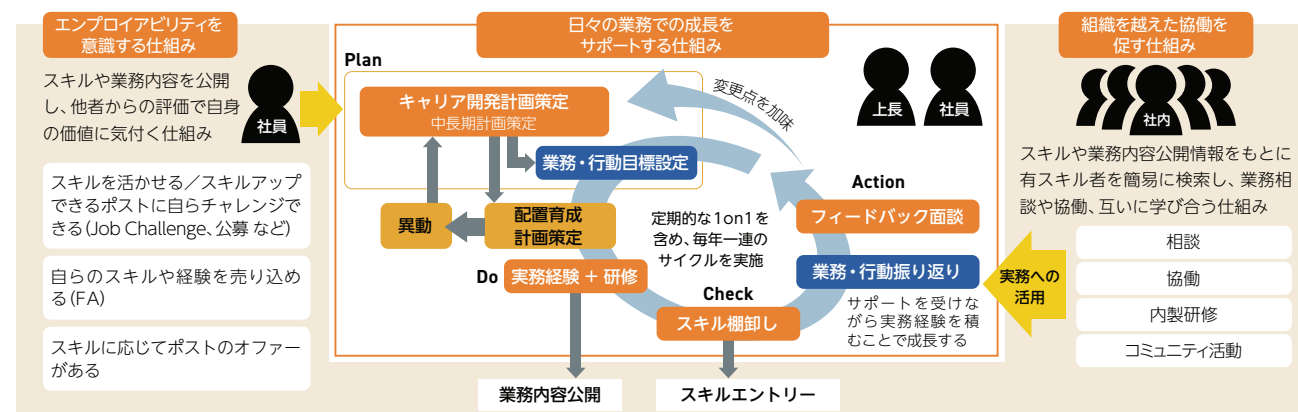 エンプロイアビリティを
意識する仕組み
スキルや業務内容を公開
し、他者からの評価で自身
の価値に気付く仕組み
社員
スキルを活かせる／スキルアップ
できるポストに自らチャレンジで
きる（Job Challenge、公募 など）
自らのスキルや経験を売り込め
る（FA）
スキルに応じてポストのオファー
がある
日々の業務での成長を
サポートする仕組み
Plan
キャリア開発計画策定
中長期計画策定
業務・行動目標設定
変更点を加味
上長
社員
異動
配置育成
計画策定
Do
実務経験 ＋ 研修
定期的な1on1を
含め、毎年一連の
サイクルを実施
Action
フィードバック面談
業務・行動振り返り
サポートを受けな
がら実務経験を積
むことで成長する
Check
スキル棚卸し
業務内容公開
スキルエントリー
組織を越えた協働を
促す仕組み
社内
スキルや業務内容公開情報をもとに
有スキル者を簡易に検索し、業務相
談や協働、互いに学び合う仕組み
実務への
活用
相談
協働
内製研修
コミュニティ活動